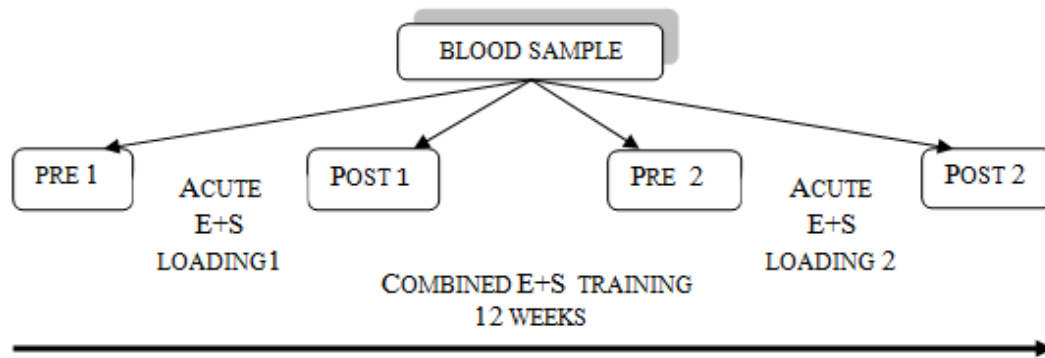 BLOOD SAMPLE
PRE 1
POST 1
PRE 2
POST 2
ACUTE
E+S
LOADING1
ACUTE
E+S
LOADING 2
COMBINED E+S TRAINING
12 WEEKS